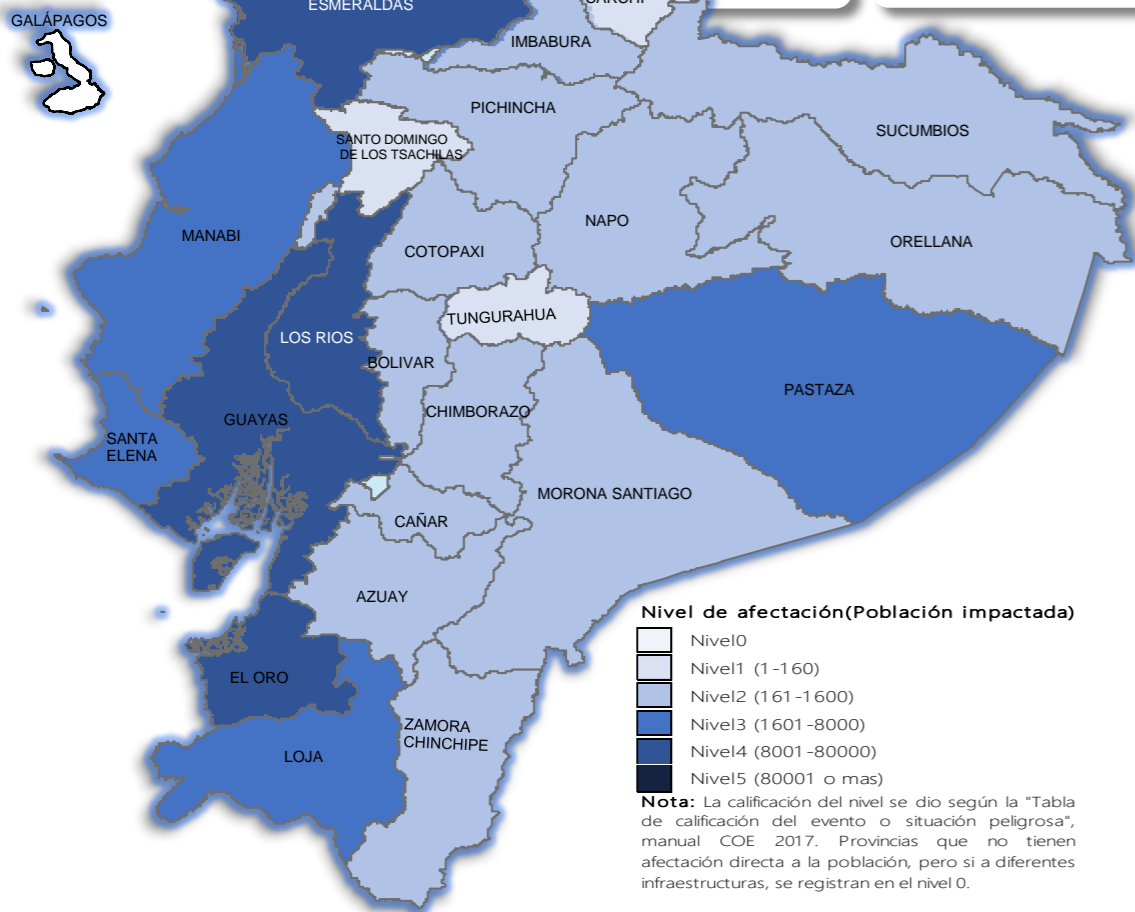 ESMERALDAS
CARCHI
GALÁPAGOS
IMBABURA
PICHINCHA
SUCUMBIOS
SANTO DOMINGO
DE LOS TSACHILAS
NAPO
MANABI
ORELLANA
COTOPAXI
TUNGURAHUA
LOS RIOS
BOLIVAR
PASTAZA
CHIMBORAZO
GUAYAS
SANTA
ELENA
MORONA SANTIAGO
CAÑAR
AZUAY
EL ORO
ZAMORA
CHINCHIPE
LOJA
Nivel de afectación(Población impactada)
Nivel0
Nivel1 (1-160)
Nivel2 (161-1600)
Nivel3 (1601-8000)
Nivel4 (8001-80000)
Nivel5 (80001 o mas)
Nota: La calificación del nivel se dio según la "Tabla
de calificación del evento o situación peligrosa",
manual COE 2017. Provincias que no tienen
afectación directa a la población, pero si a diferentes
infraestructuras, se registran en el nivel 0.